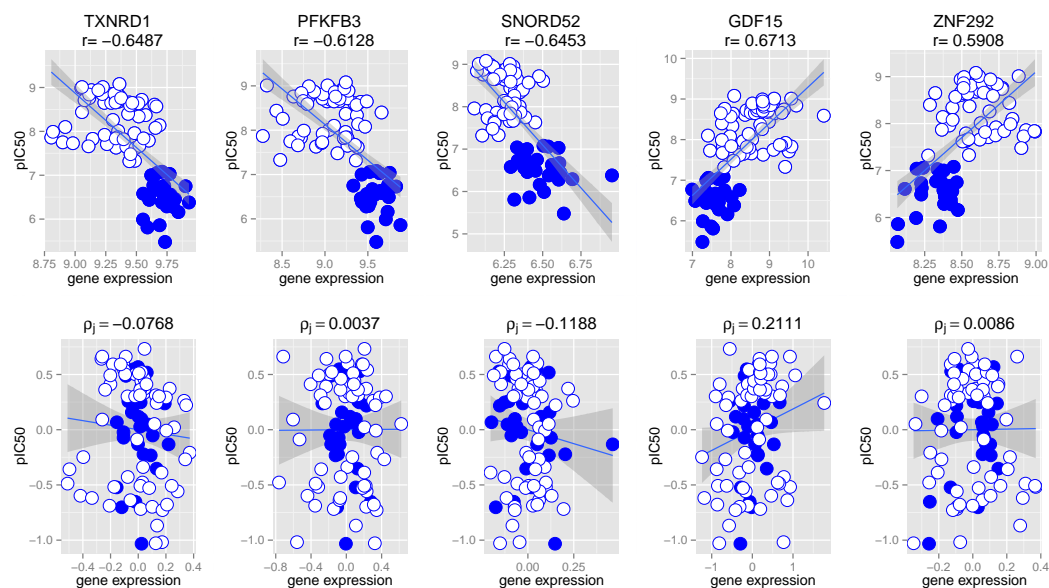 TXNRD1 PFKFB3 SNORD52 GDF15 ZNF292
r= −0.6487 r= −0.6128 r= −0.6453 r= 0.6713 r= 0.5908
pIC50 pIC50 pIC50 pIC50 pIC50
9 8 7 6
9 8 7 6
9 8 7 6 5
10 9 8 7 6
9 8 7 6
8.75 9.00 9.25 9.50 9.75 8.5 9.0 9.5 6.25 6.50 6.75 7 8 9 10 8.25 8.50 8.75 9.00
gene expression gene expression gene expression gene expression gene expression
ρj = −0.0768 ρj = 0.0037 ρj = −0.1188 ρj = 0.2111 ρj = 0.0086
pIC50 pIC50 pIC50 pIC50 pIC50
0.5 0.5 0.5 0.5 0.5
0.0 0.0 0.0 0.0 0.0
−0.5 −0.5 −0.5 −0.5 −0.5
−1.0 −1.0 −1.0 −1.0 −1.0
−0.4 −0.2 0.0 0.2 0.4 −0.8 −0.4 0.0 0.4 0.00 0.25 −1 0 1 −0.2 0.0 0.2 0.4
gene expression gene expression gene expression gene expression gene expression